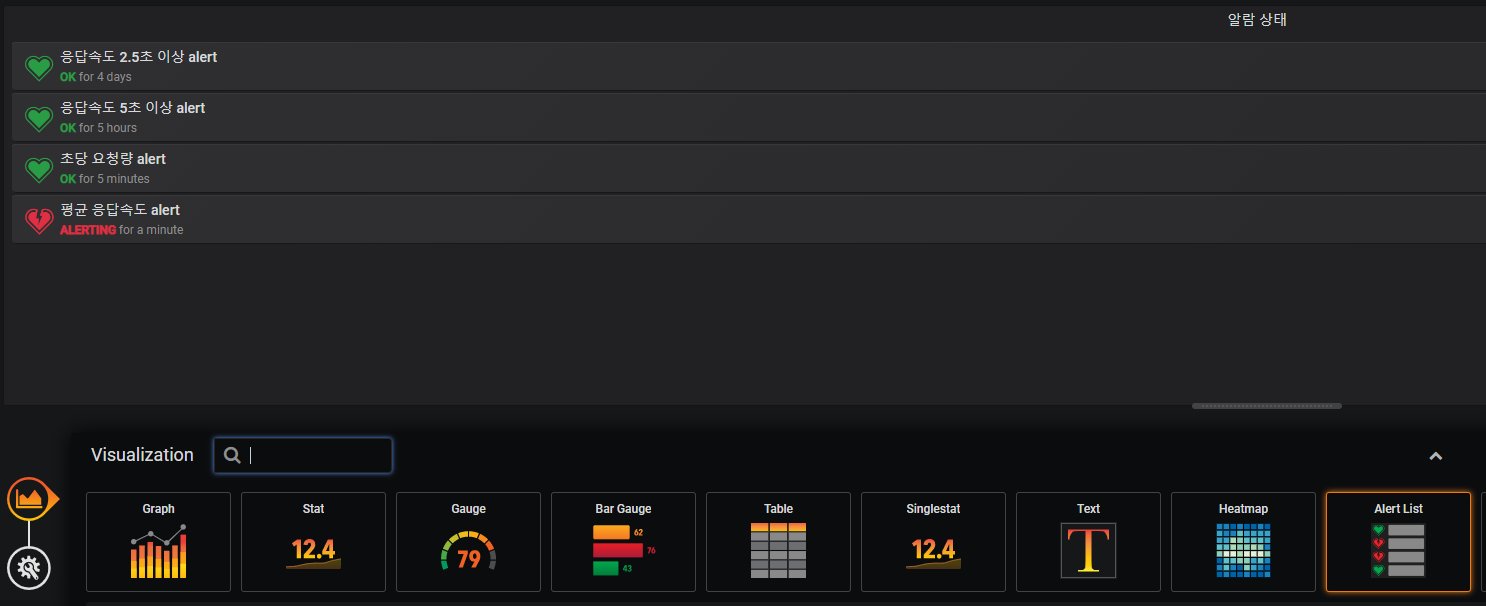 알람 상태
응답속도 2.5초 이상 alert
OK for 4 days
응답속도 5초 이상 alert
OK for 5 hours
초당 요청량 alert
OK for 5 minutes
평균 응답속도 alert
ALERTING for a minute
Visualization
Graph
Stat
Gauge
Bar Gauge
Table
Singlestat
Text
Heatmap
Alert List
12.4
79
62
76
43
12.4
T